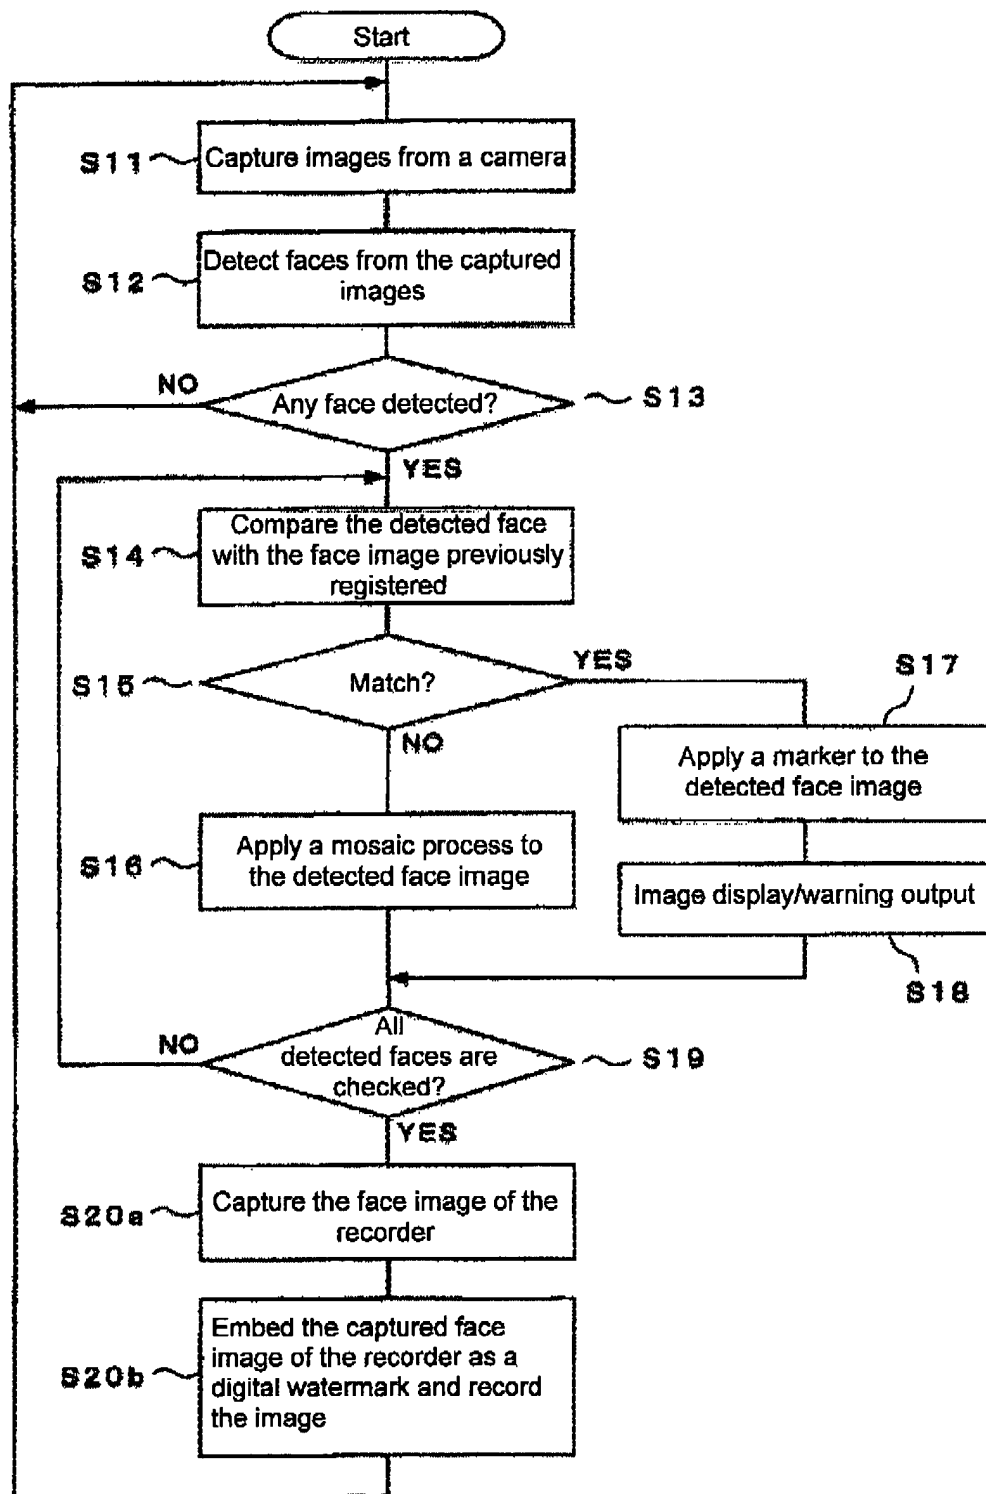 Start
S11
Capture images from a camera
S12
Detect faces from the captured
images
NO
Any face detected?
S13
YES
S14
Compare the detected face
with the face image previously
registered
S15
Match?
YES
NO
S17
Apply a marker to the
detected face image
S16
Apply a mosaic process to
the detected face image
Image display/warning output
S18
NO
All
detected faces are
checked?
S19
YES
S20a
Capture the face image of the
recorder
S20b
Embed the captured face
image of the recorder as a
digital watermark and record
the image